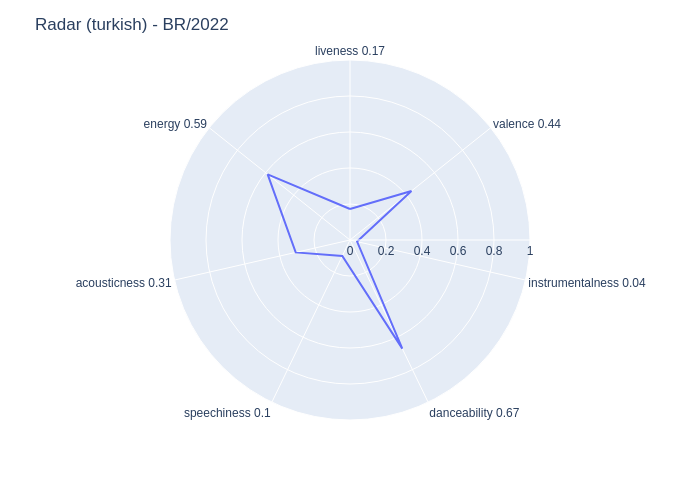 Radar (turkish) - BR/2022
liveness 0.17
energy 0.59
valence 0.44
0 0.2 0.4 0.6 0.8 1
acousticness 0.31
instrumentalness 0.04
speechiness 0.1
danceability 0.67